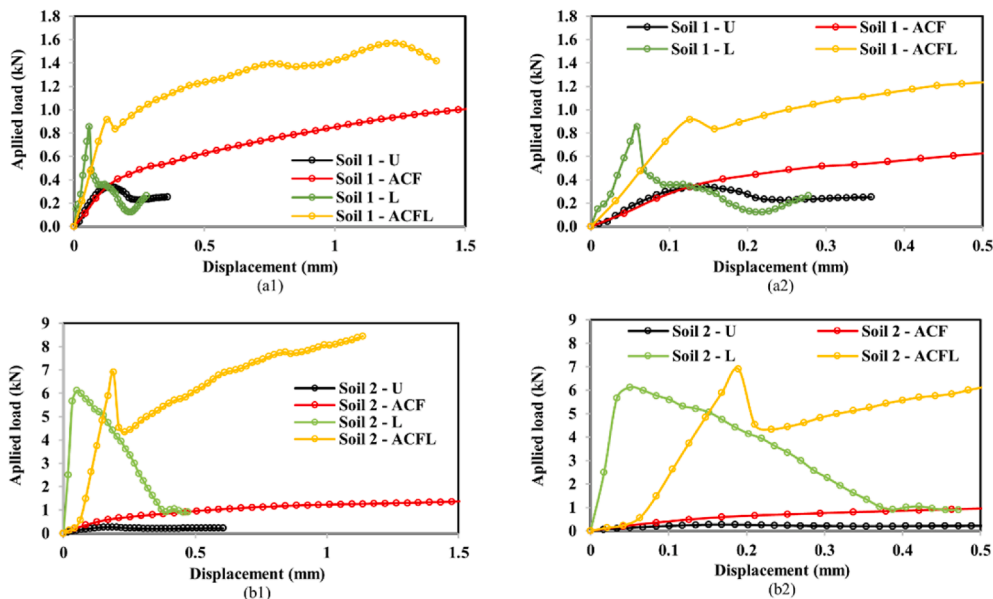 1.8
1.6
1.4
1.2
1.0
0.8
0.6
0.4
0.2
0.0
Apllied load (kN)
Soil 1 - U
Soil 1 - ACF
Soil 1 - L
Soil 1 - ACFL
0
0.5
1
1.5
Displacement (mm)
(a1)
1.8
1.6
1.4
1.2
1.0
0.8
0.6
0.4
0.2
0.0
Apllied load (kN)
Soil 1 - U
Soil 1 - ACF
Soil 1 - L
Soil 1 - ACFL
0
0.1
0.2
0.3
0.4
0.5
Displacement (mm)
(a2)
9
8
7
6
5
4
3
2
1
0
Apllied load (kN)
Soil 2 - U
Soil 2 - ACF
Soil 2 - L
Soil 2 - ACFL
0
0.5
1
1.5
Displacement (mm)
(b1)
9
8
7
6
5
4
3
2
1
0
Apllied load (kN)
Soil 2 - U
Soil 2 - ACF
Soil 2 - L
Soil 2 - ACFL
0
0.1
0.2
0.3
0.4
0.5
Displacement (mm)
(b2)